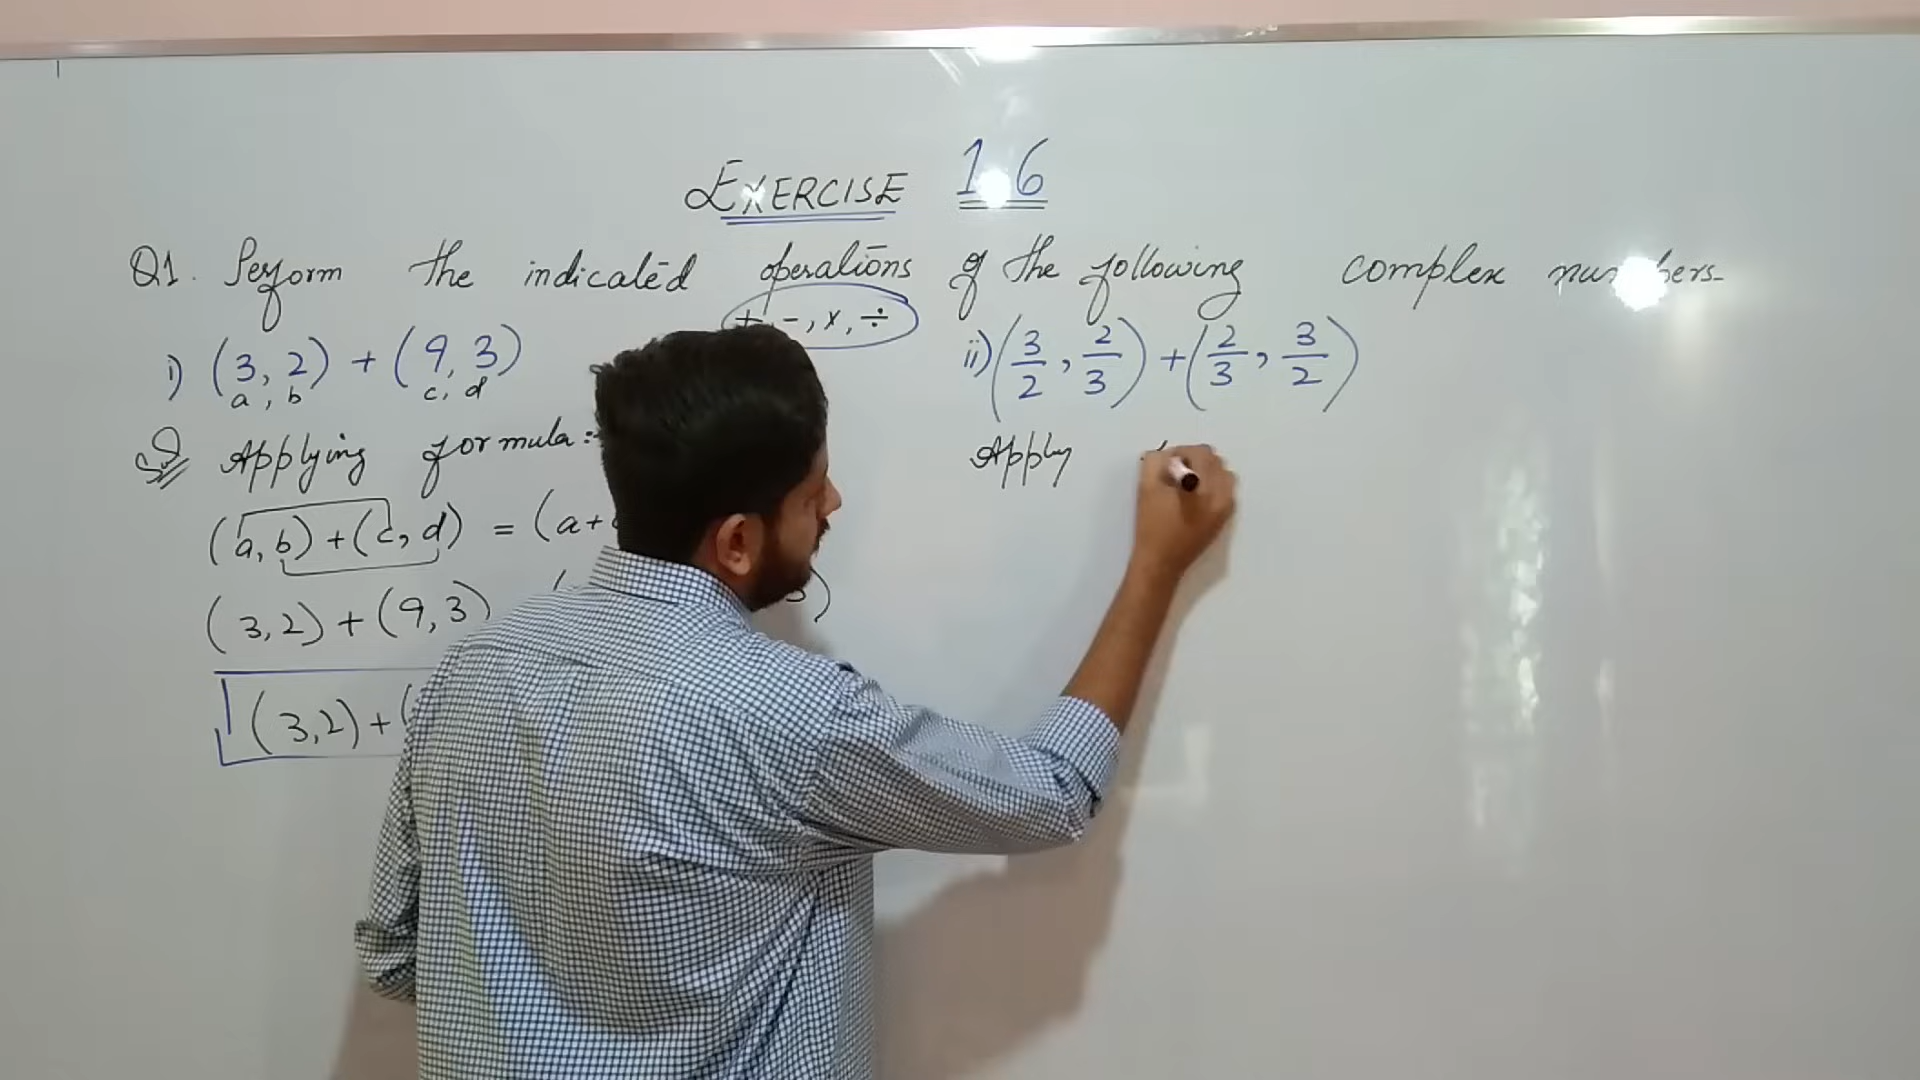 EXERCISE 1.6
Q1. Perform the indicated operations of the following complex numbers.
+, -, x, ÷
i) (3, 2) + (9, 3)
a, b c, d
Sol Applying formula:-
(a, b) + (c, d) = (a+
(3,2) + (9,3)
(3,2) + (
ii) (3/2, 2/3) + (2/3, 3/2)
Apply